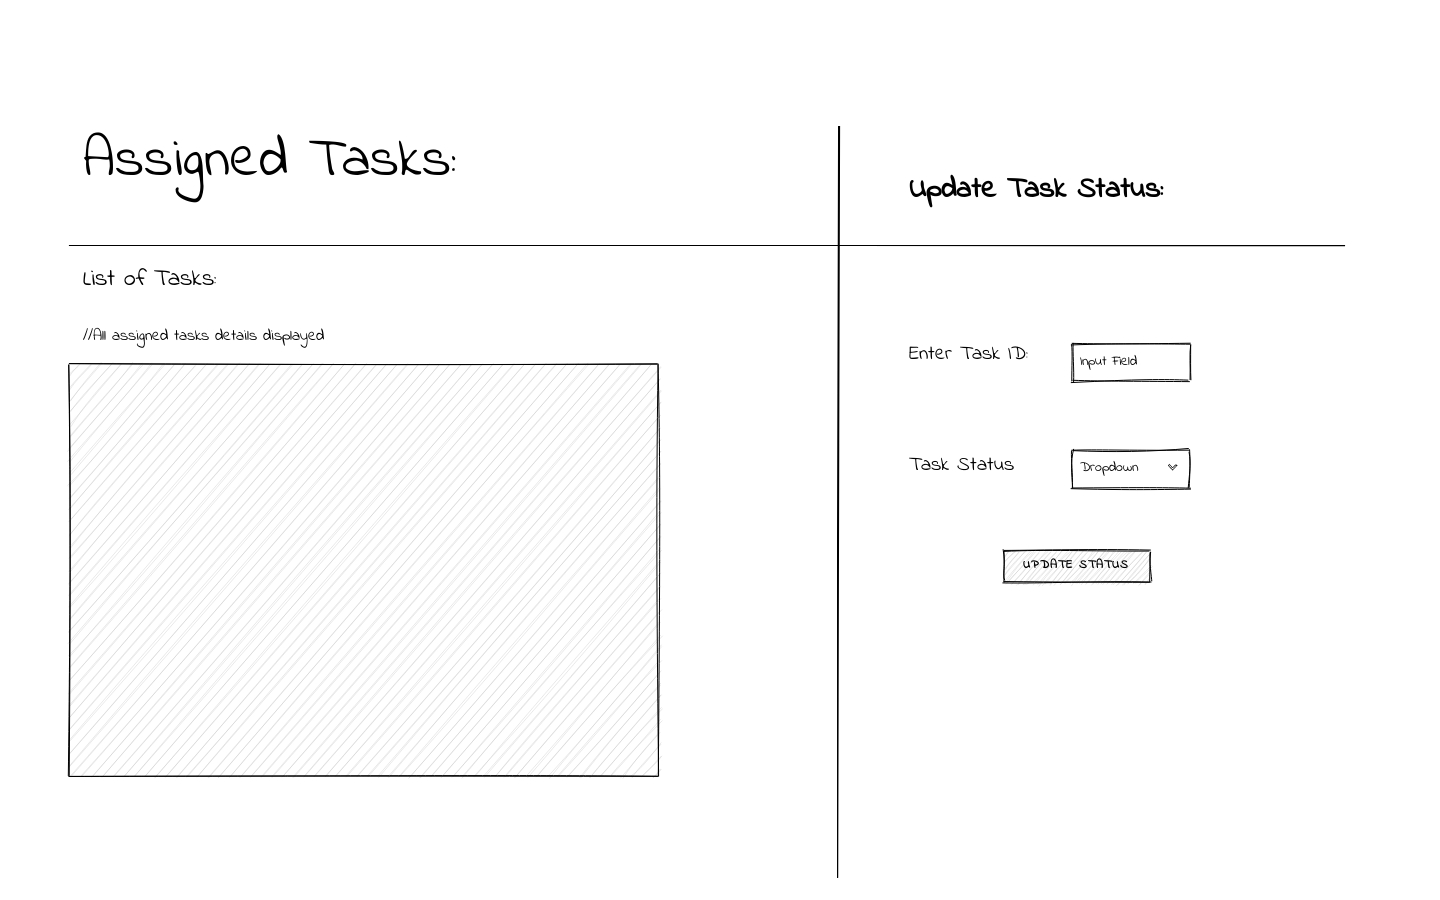 Assigned Tasks:
Update Task Status:
List of Tasks:
//All assigned tasks details displayed
Enter Task ID:
Input Field
Task Status
Dropdown
UPDATE STATUS